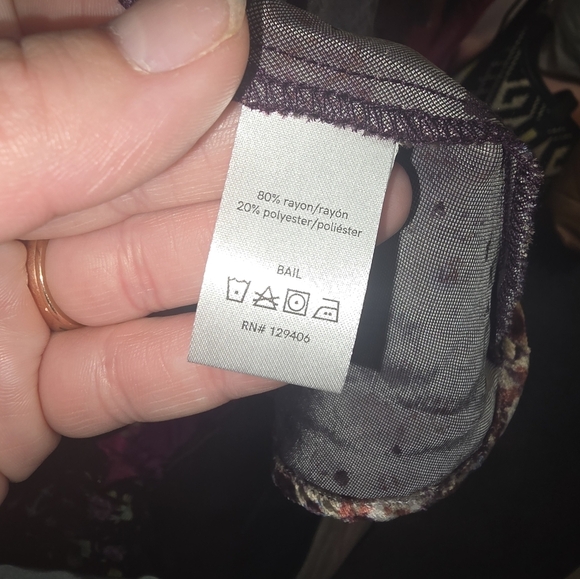 80% rayon/rayón
20% polyester/poliéster
BAIL
RN# 129406